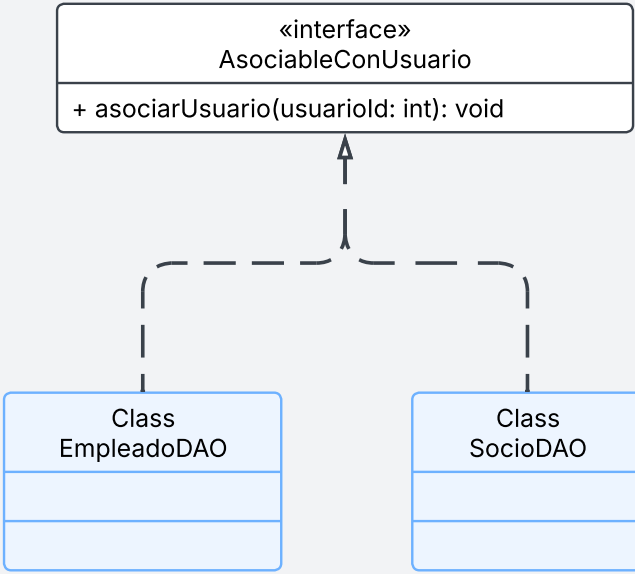 «interface»
AsociableConUsuario
+ asociarUsuario(usuarioId: int): void
Class
EmpleadoDAO
Class
SocioDAO